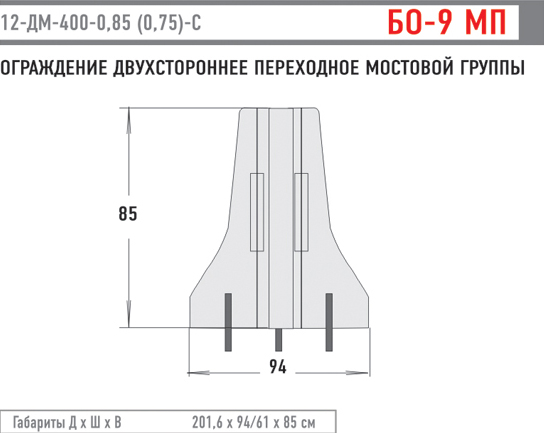 12-ДМ-400-0,85 (0,75)-С
БО-9 МП
ОГРАЖДЕНИЕ ДВУХСТОРОННЕЕ ПЕРЕХОДНОЕ МОСТОВОЙ ГРУППЫ
85
94
Габариты Д х Ш х В 201,6 х 94/61 х 85 см